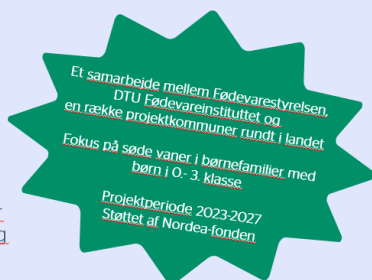 Et samarbejde mellem Fødevarestyrelsen,
DTU Fødevareinstituttet og
en række projektkommuner rundt i landet
Fokus på søde vaner i børnefamilier med
børn i 0.- 3. klasse
Projektperiode 2023-2027
Støttet af Nordea-fonden